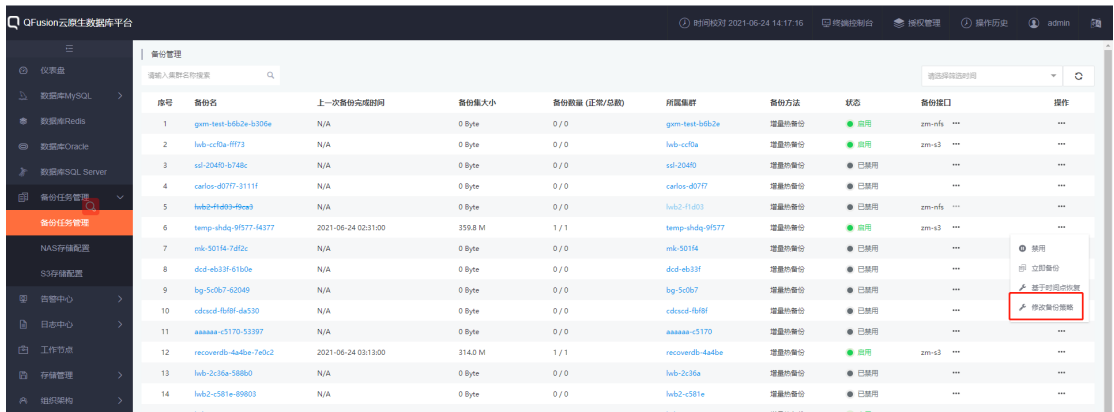 QFusion云原生数据库平台 时间校对 2021-06-24 14:17:16 终端控制台 授权管理 操作历史 admin
备份管理
仪表盘 请输入集群名称搜索 请选择筛选时间
数据库MySQL 序号 备份名 上一次备份完成时间 备份集大小 备份数量 (正常/总数) 所属集群 备份方法 状态 备份接口 操作
数据库Redis 1 gxm-test-b6b2e-b306e N/A 0 Byte 0 / 0 gxm-test-b6b2e 增量热备份 启用 zm-nfs ··· ···
数据库Oracle 2 lwb-ccf0a-fff73 N/A 0 Byte 0 / 0 lwb-ccf0a 增量热备份 启用 zm-s3 ··· ···
数据库SQL Server 3 ssl-204f0-b748c N/A 0 Byte 0 / 0 ssl-204f0 增量热备份 已禁用 ··· ···
备份任务管理 4 carlos-d07f7-3111f N/A 0 Byte 0 / 0 carlos-d07f7 增量热备份 已禁用 ··· ···
5 lwb2-f1d03-f9ca3 N/A 0 Byte 0 / 0 lwb2-f1d03 增量热备份 已禁用 zm-nfs ··· ···
备份任务管理 6 temp-shdq-9f577-f4377 2021-06-24 02:31:00 359.8 M 1 / 1 temp-shdq-9f577 增量热备份 启用 zm-s3 ··· ···
NAS存储配置 7 mk-501f4-7df2c N/A 0 Byte 0 / 0 mk-501f4 增量热备份 已禁用 ··· 禁用
S3存储配置 8 dcd-eb33f-61b0e N/A 0 Byte 0 / 0 dcd-eb33f 增量热备份 已禁用 ··· 立即备份
告警中心 9 bg-5c0b7-62049 N/A 0 Byte 0 / 0 bg-5c0b7 增量热备份 已禁用 ··· 基于时间点恢复
日志中心 10 cdcscd-fbf8f-da530 N/A 0 Byte 0 / 0 cdcscd-fbf8f 增量热备份 已禁用 ··· 修改备份策略
11 aaaaaa-c5170-53397 N/A 0 Byte 0 / 0 aaaaaa-c5170 增量热备份 已禁用 ··· ···
工作节点 12 recoverdb-4a4be-7e0c2 2021-06-24 03:13:00 314.0 M 1 / 1 recoverdb-4a4be 增量热备份 启用 zm-s3 ··· ···
存储管理 13 lwb-2c36a-588b0 N/A 0 Byte 0 / 0 lwb-2c36a 增量热备份 已禁用 ··· ···
组织架构 14 lwb2-c581e-89803 N/A 0 Byte 0 / 0 lwb2-c581e 增量热备份 已禁用 ··· ···